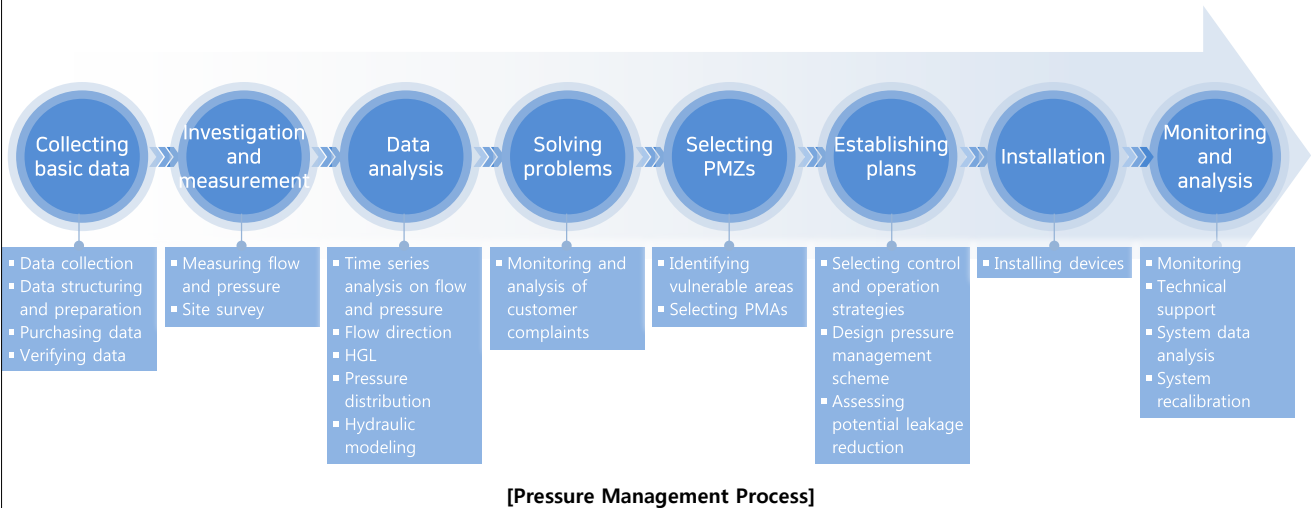 Collecting
basic data
Investigation
and
measurement
Data
analysis
Solving
problems
Selecting
PMZs
Establishing
plans
Installation
Monitoring
and
analysis
▪ Data collection
▪ Data structuring
and preparation
▪ Purchasing data
▪ Verifying data
▪ Measuring flow
and pressure
▪ Site survey
▪ Time series
analysis on flow
and pressure
▪ Flow direction
▪ HGL
▪ Pressure
distribution
▪ Hydraulic
modeling
▪ Monitoring and
analysis of
customer
complaints
▪ Identifying
vulnerable areas
▪ Selecting PMAs
▪ Selecting control
and operation
strategies
▪ Design pressure
management
scheme
▪ Assessing
potential leakage
reduction
▪ Installing devices
▪ Monitoring
▪ Technical
support
▪ System data
analysis
▪ System
recalibration
[Pressure Management Process]